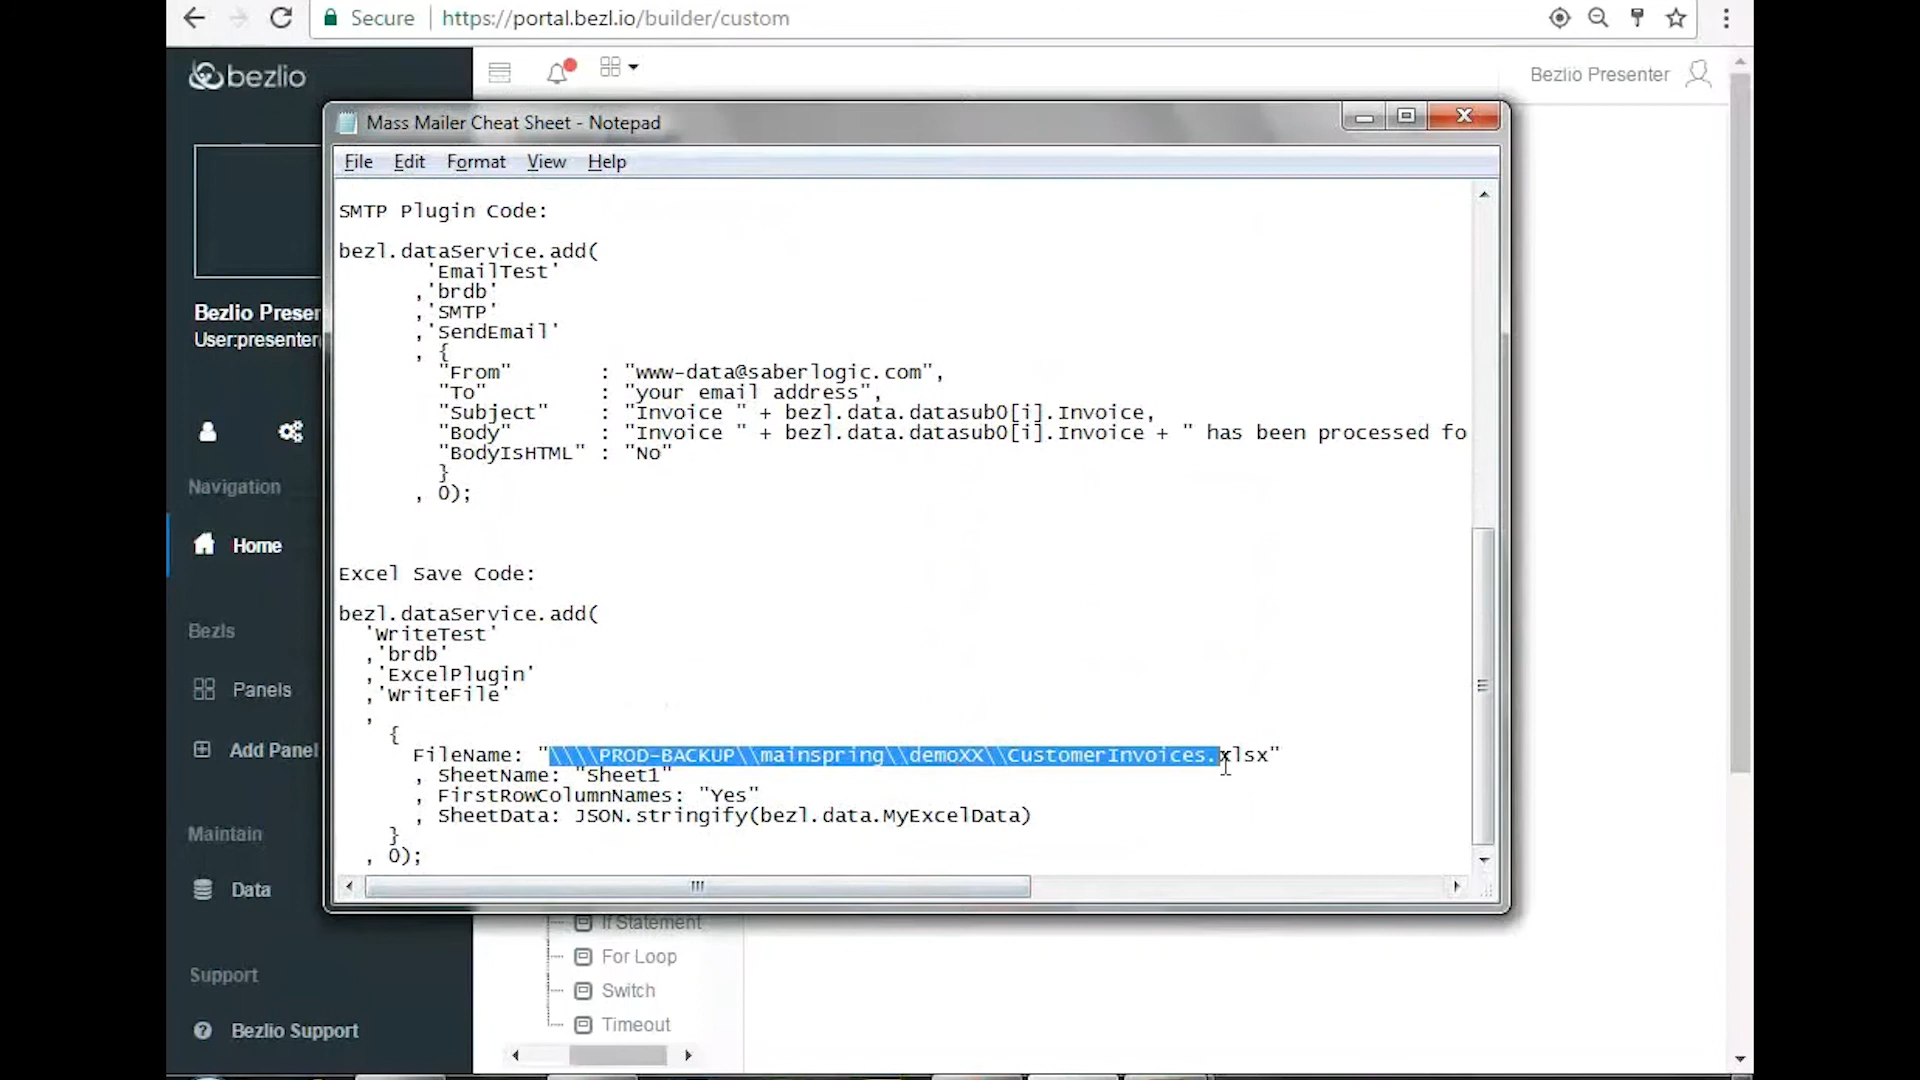 Secure
https://portal.bezl.io/builder/custom
bezlio
Bezlio Presenter
Mass Mailer Cheat Sheet - Notepad
File Edit Format View Help
SMTP Plugin Code:
bezl.dataService.add(
'EmailTest'
,'brdb'
,'SMTP'
,'SendEmail'
, {
"From" : "www-data@saberlogic.com",
"To" : "your email address",
"Subject" : "Invoice " + bezl.data.datasub0[i].Invoice,
"Body" : "Invoice " + bezl.data.datasub0[i].Invoice + " has been processed fo
"BodyIsHTML" : "No"
}
, 0);
Excel Save Code:
bezl.dataService.add(
'WriteTest'
,'brdb'
,'ExcelPlugin'
,'WriteFile'
,
{
FileName: "\\\\PROD-BACKUP\\mainspring\\demoXX\\CustomerInvoices.xlsx"
, SheetName: "Sheet1"
, FirstRowColumnNames: "Yes"
, SheetData: JSON.stringify(bezl.data.MyExcelData)
}
, 0);
Bezlio Presen
User:presenter
Navigation
Home
Bezls
Panels
Add Panel
Maintain
Data
Support
Bezlio Support
If Statement
For Loop
Switch
Timeout